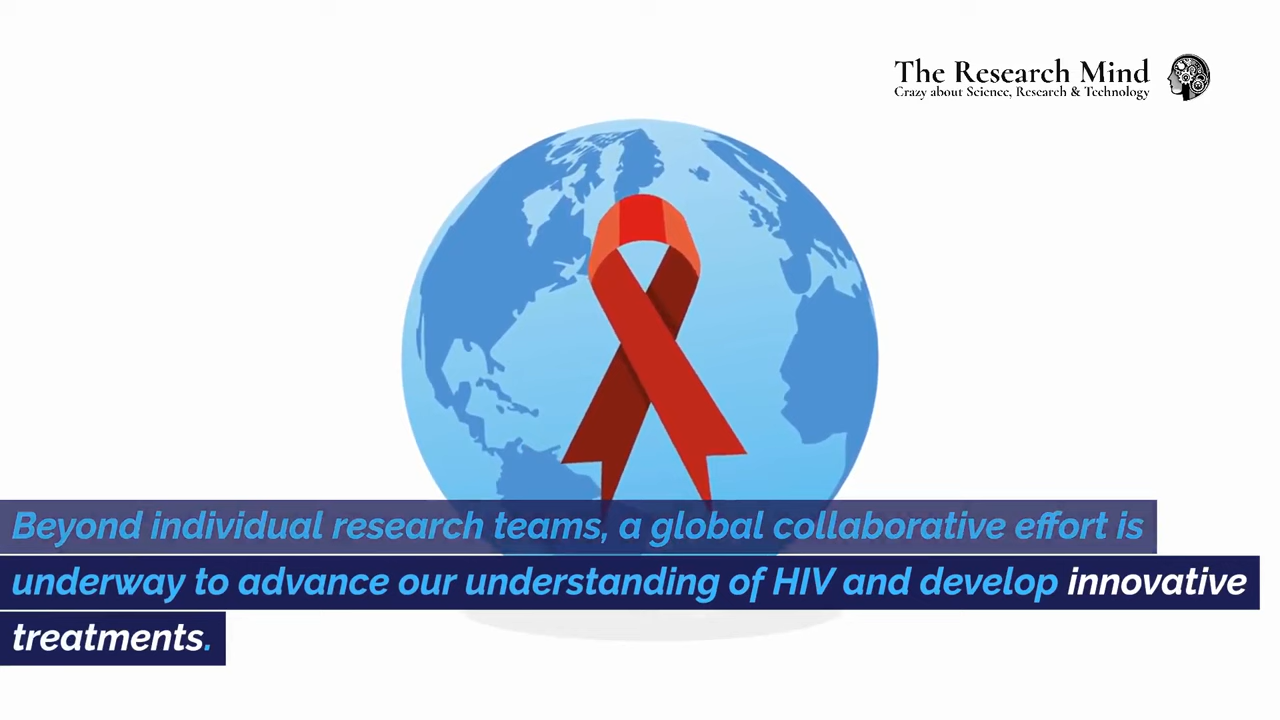 The Research Mind
Crazy about Science, Research & Technology
Beyond individual research teams, a global collaborative effort is
underway to advance our understanding of HIV and develop innovative
treatments.